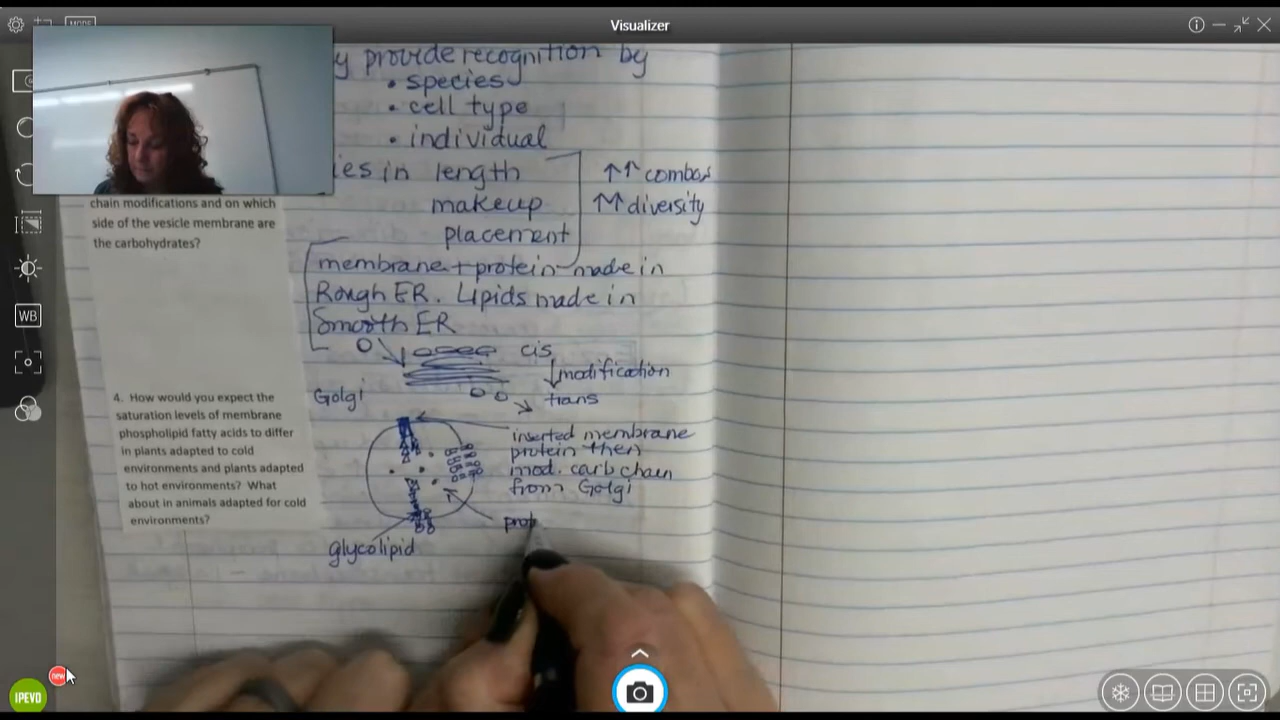 MODE
Visualizer
y provide recognition by
• species
• cell type
• individual
ies in length
makeup
placement
↑↑ combos
↑↑ diversity
chain modifications and on which
side of the vesicle membrane are
the carbohydrates?
membrane + protein made in
Rough ER. Lipids made in
Smooth ER
cis
modification
trans
Golgi
inserted membrane
protein then
mod. carb chain
from Golgi
4. How would you expect the
saturation levels of membrane
phospholipid fatty acids to differ
in plants adapted to cold
environments and plants adapted
to hot environments? What
about in animals adapted for cold
environments?
glycolipid
prot
WB
new
IPEVO